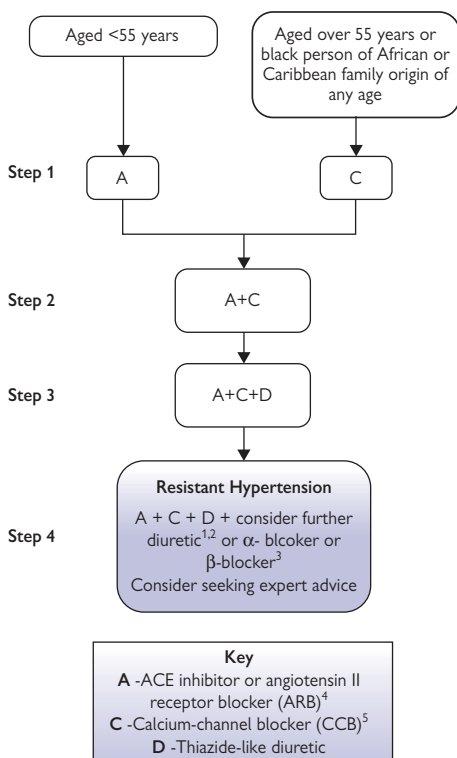 Aged <55 years
Aged over 55 years or
black person of African or
Caribbean family origin of
any age
Step 1
A
C
Step 2
A+C
Step 3
A+C+D
Step 4
Resistant Hypertension
A + C + D + consider further
diuretic1,2 or α- blcoker or
β-blocker3
Consider seeking expert advice
Key
A -ACE inhibitor or angiotensin II
receptor blocker (ARB)4
C -Calcium-channel blocker (CCB)5
D -Thiazide-like diuretic